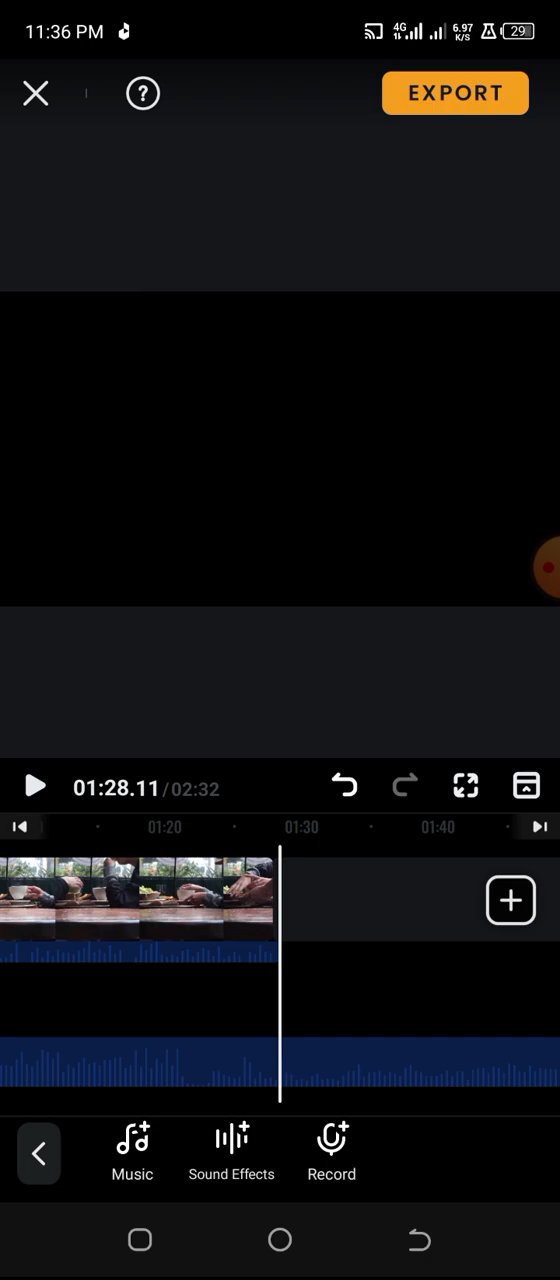 11:36 PM 4G 6.97 K/S 29
? EXPORT
01:28.11/02:32
01:20 01:30 01:40
Music Sound Effects Record